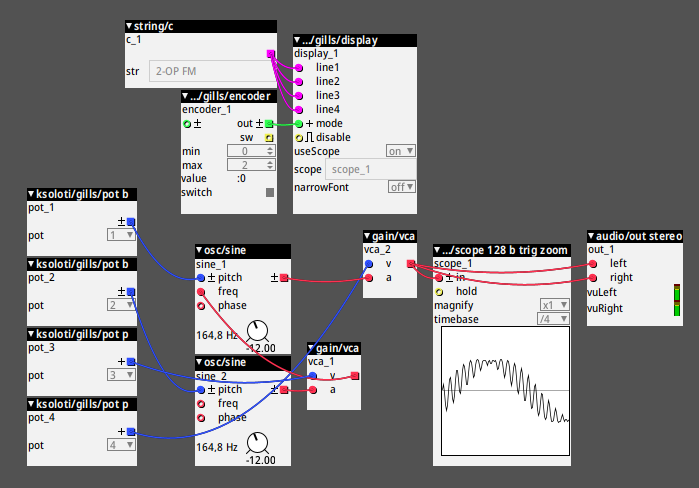 string/c
c_1
str 2-OP FM
.../gills/display
display_1
line1
line2
line3
line4
+ mode
disable
useScope on
scope scope_1
narrowFont off
.../gills/encoder
encoder_1
± out ±
sw
min 0
max 2
value :0
switch
ksoloti/gills/pot b
pot_1
±
pot 1
ksoloti/gills/pot b
pot_2
±
pot 2
ksoloti/gills/pot p
pot_3
+
pot 3
ksoloti/gills/pot p
pot_4
+
pot 4
osc/sine
sine_1
± pitch ±
freq
phase
164,8 Hz
-12.00
osc/sine
sine_2
± pitch ±
freq
phase
164,8 Hz
-12.00
gain/vca
vca_1
v
a
gain/vca
vca_2
v
a
.../scope 128 b trig zoom
scope_1
± in
hold
magnify x1
timebase /4
audio/out stereo
out_1
left
right
vuLeft
vuRight